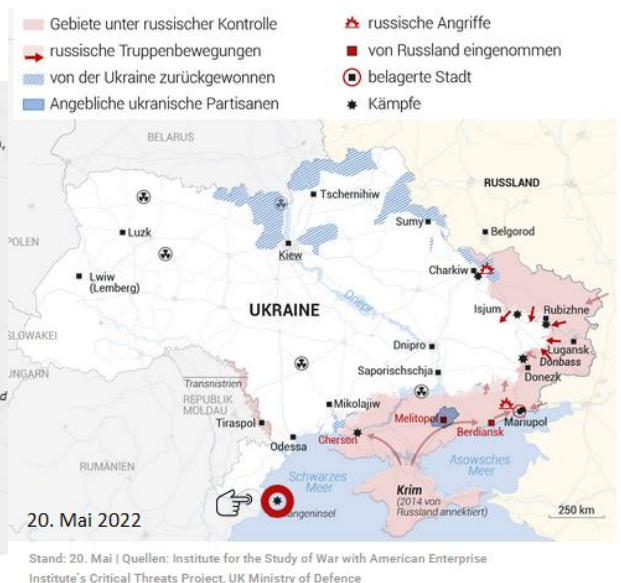 Gebiete unter russischer Kontrolle
russische Truppenbewegungen
von der Ukraine zurückgewonnen
Angebliche ukranische Partisanen
russische Angriffe
von Russland eingenommen
belagerte Stadt
Kämpfe
BELARUS
RUSSLAND
Tschernihiw
Sumy
Belgorod
Luzk
POLEN
Kiew
Charkiw
Lwiw
(Lemberg)
Dnipr
Isjum
Rubizhne
UKRAINE
SLOWAKEI
Dnipro
Lugansk
Donbass
UNGARN
Saporischschja
Donezk
Transnistrien
REPUBLIK
MOLDAU
Mikolajiw
Melitopol
Mariupol
Tiraspol
Cherson
Berdiansk
Odessa
Asowsches
Meer
RUMÄNIEN
Schwarzes
Meer
Krim
(2014 von
Russland annektiert)
250 km
20. Mai 2022
Stand: 20. Mai | Quellen: Institute for the Study of War with American Enterprise
Institute's Critical Threats Project, UK Ministry of Defence